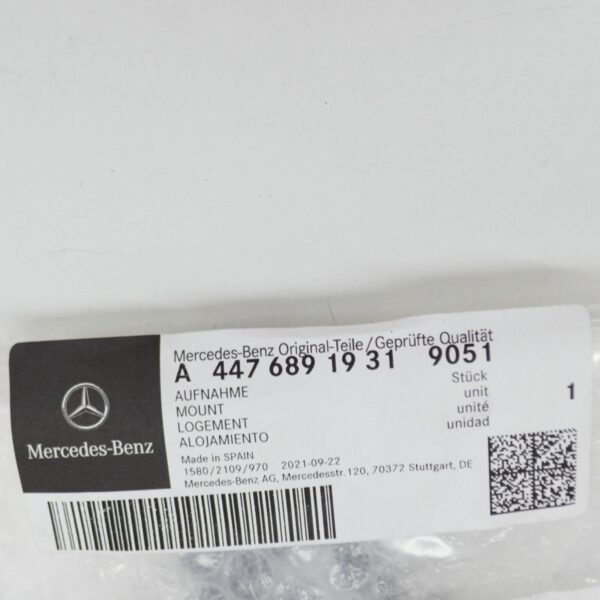 Mercedes-Benz Original-Teile/Geprüfte Qualität
A 447 689 19 31 9051
AUFNAHME Stück
MOUNT unit 1
LOGEMENT unité
ALOJAMIENTO unidad
Mercedes-Benz
Made in SPAIN
1580/2109/970 2021-09-22
Mercedes-Benz AG, Mercedesstr.120, 70372 Stuttgart, DE